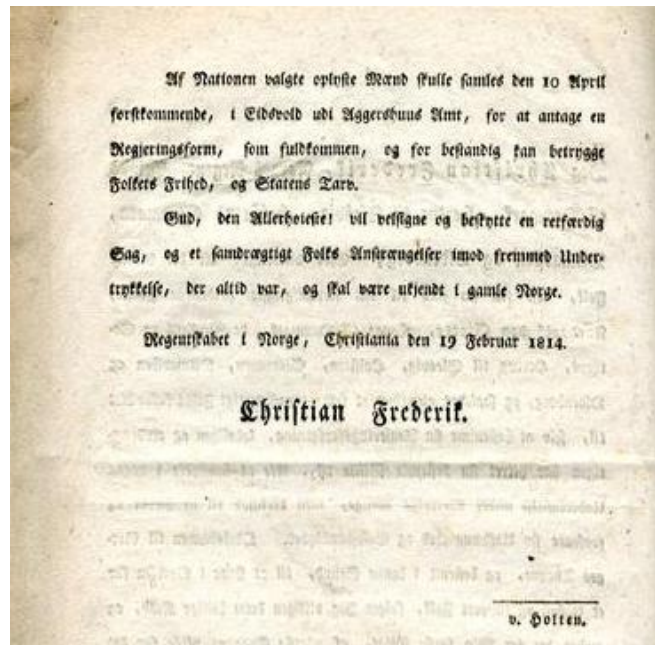 Af Nationen valgte oplyste Mænd skulle samles den 10 April
førstkommende, i Eidsvold udi Aggershuus Amt, for at antage en
Regjeringsform, som fuldkommen, og for bestandig kan betrygge
Folkets Frihed, og Statens Tarv.
Gud, den Allerhoieste! vil velsigne og beskytte en retfærdig
Sag, og et samdrægtigt Folks Anstrængelser imod fremmed Under-
trykkelse, der altid var, og skal være ukjendt i gamle Norge.
Regentskabet i Norge, Christiania den 19 Februar 1814.
Christian Frederik.
v. Holten.